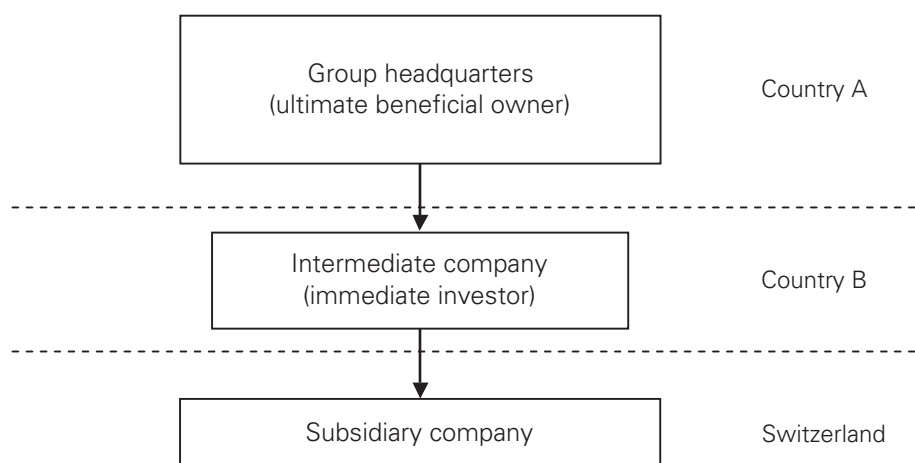 Group headquarters
(ultimate beneficial owner)
Country A
Intermediate company
(immediate investor)
Country B
Subsidiary company
Switzerland